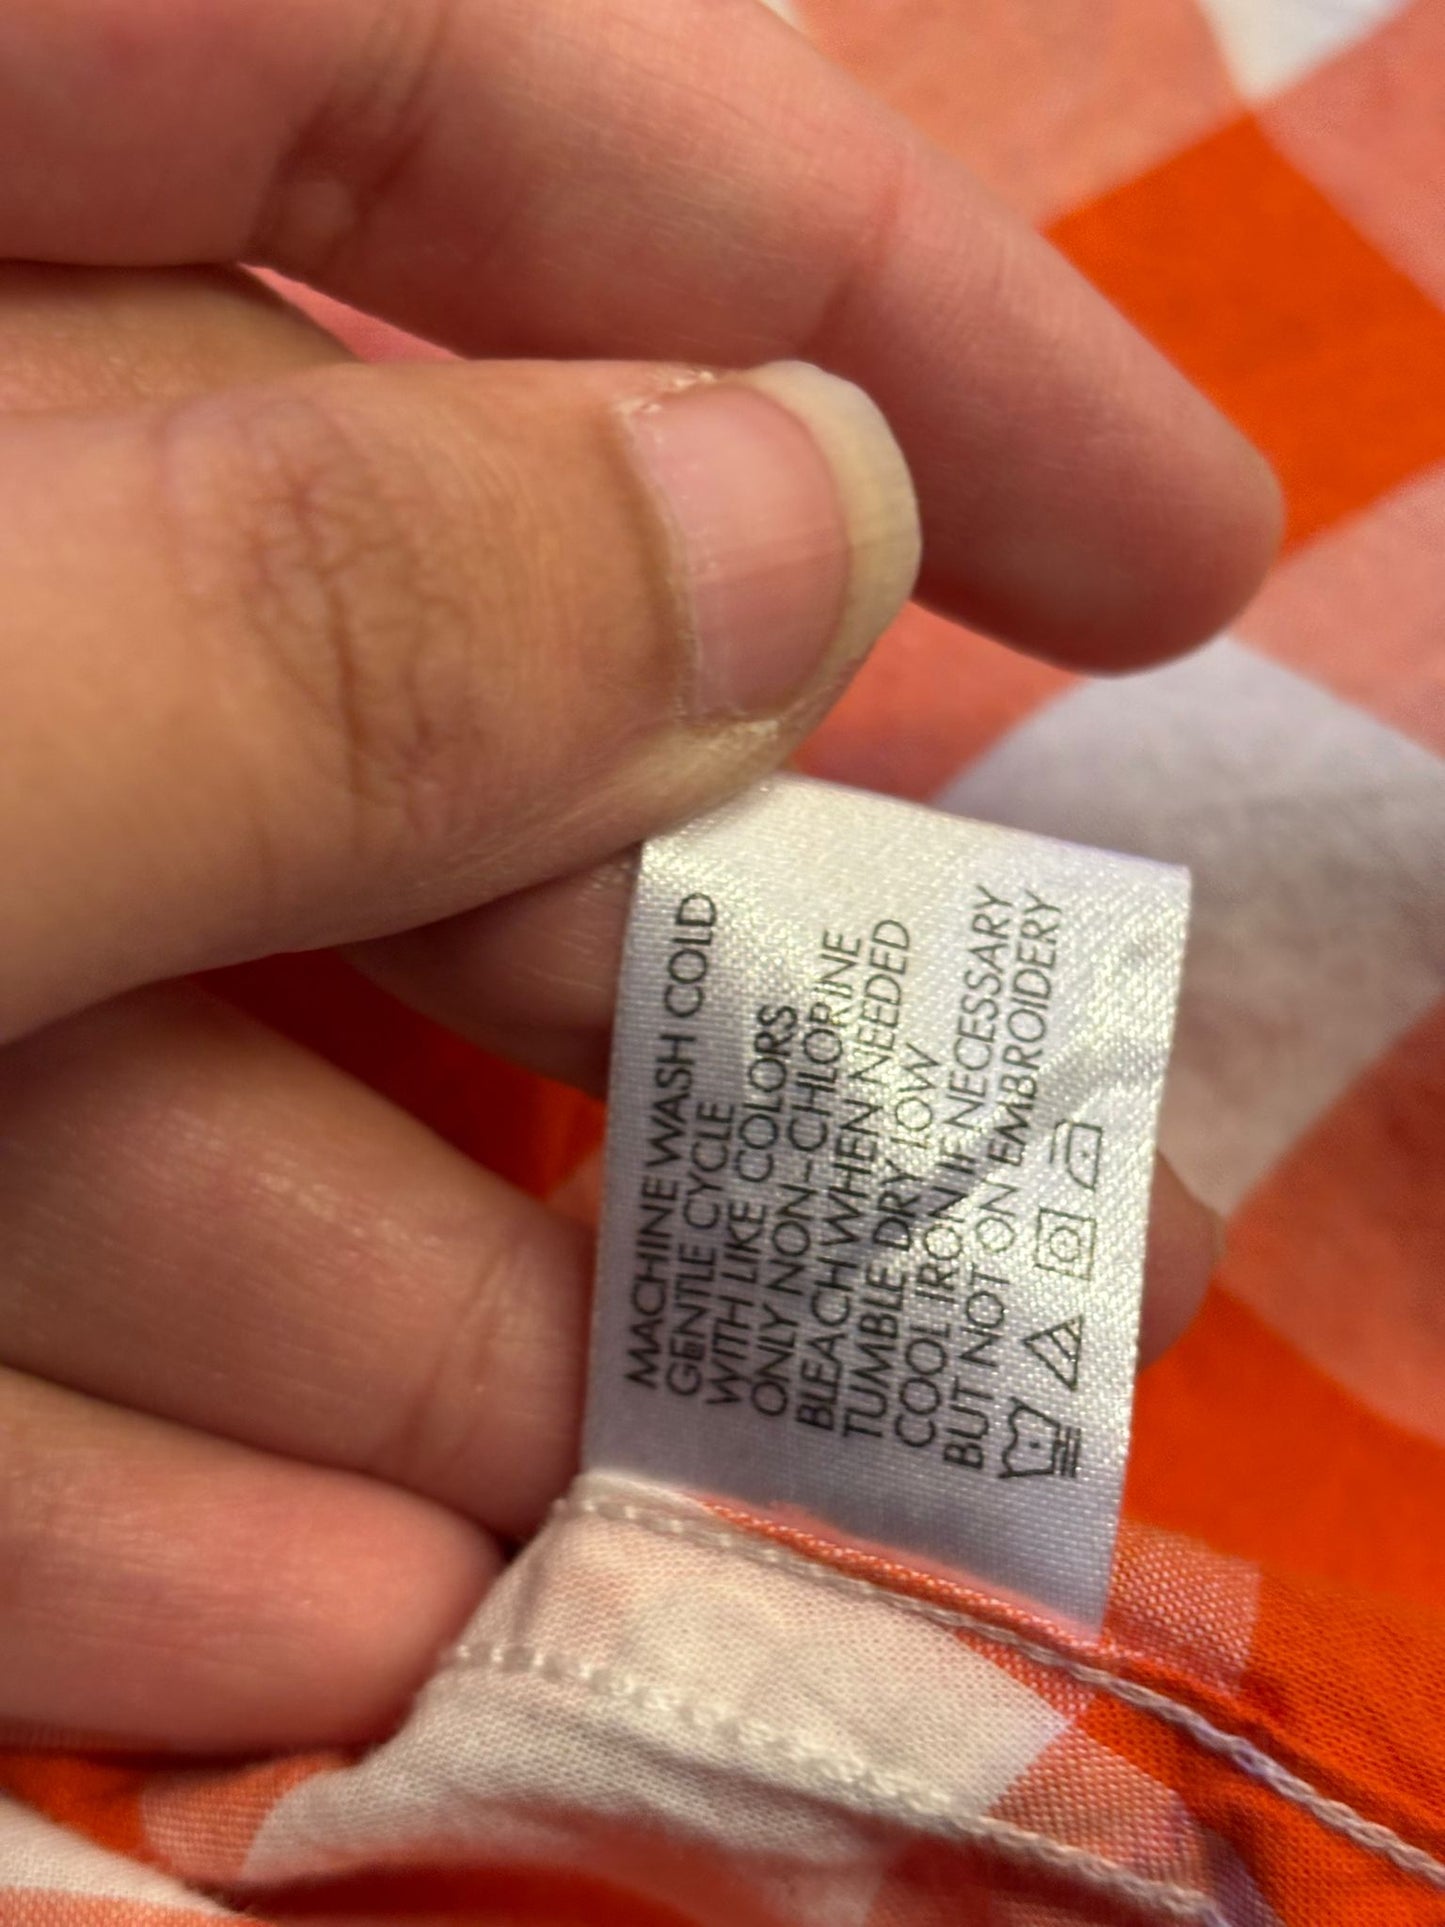 MACHINE WASH COLD
GENTLE CYCLE
WITH LIKE COLORS
ONLY NON-CHLORINE
BLEACH WHEN NEEDED
TUMBLE DRY LOW
COOL IRON IF NECESSARY
BUT NOT ON EMBROIDERY